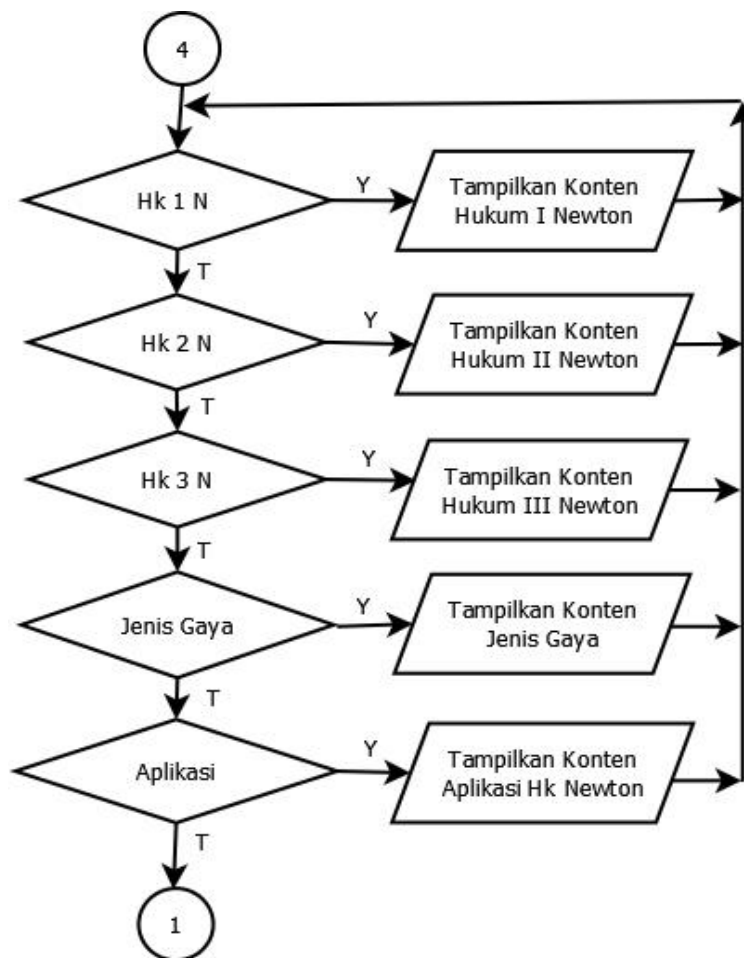 4
Hk 1 N
Y
Tampilkan Konten
Hukum I Newton
T
Hk 2 N
Y
Tampilkan Konten
Hukum II Newton
T
Hk 3 N
Y
Tampilkan Konten
Hukum III Newton
T
Jenis Gaya
Y
Tampilkan Konten
Jenis Gaya
T
Aplikasi
Y
Tampilkan Konten
Aplikasi Hk Newton
T
1